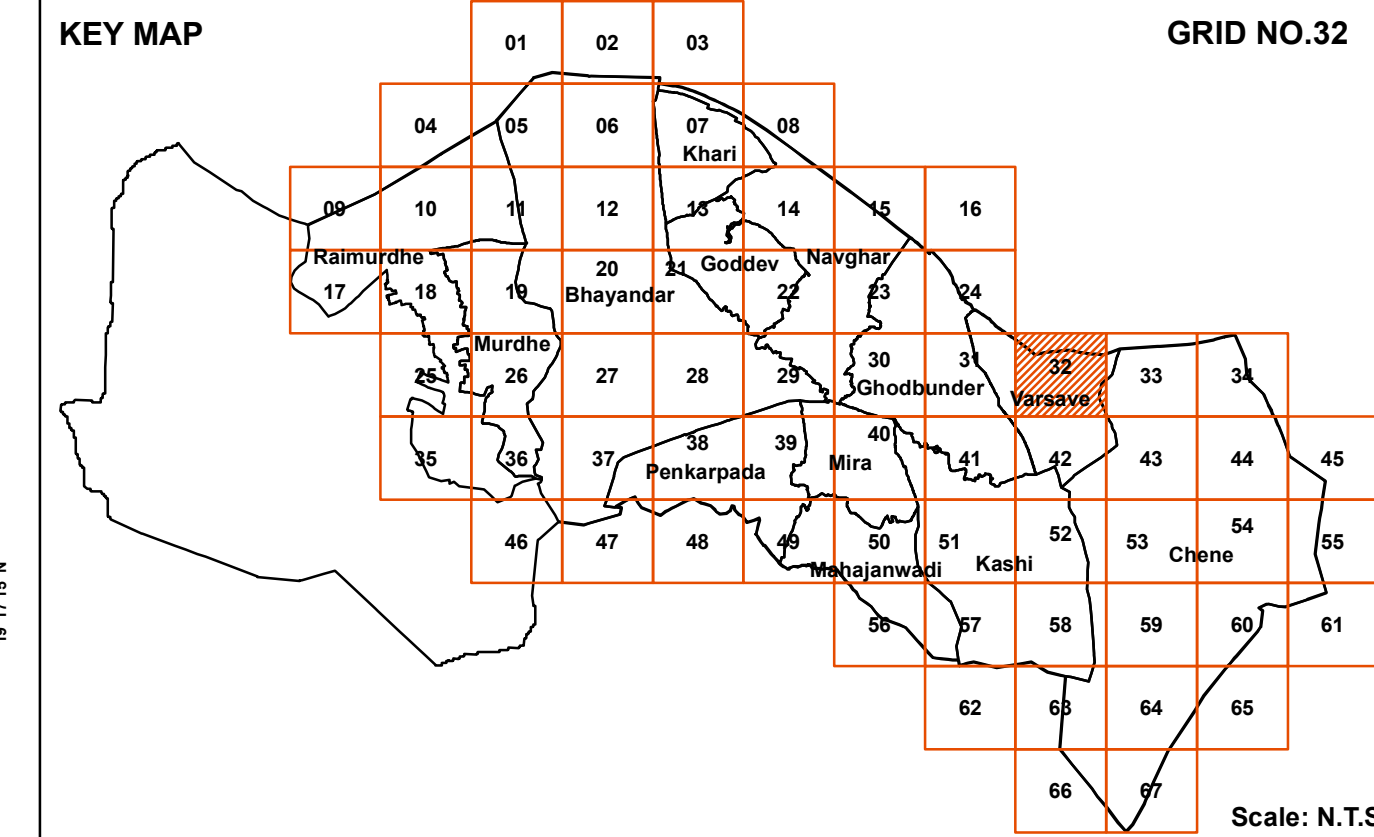 KEY MAP
GRID NO.32
01 02 03
04 05 06 07 08
Khari
09 10 11 12 13 14 15 16
Raimurdhe Goddev Navghar
17 18 19 20 21 22 23 24
Bhayandar
Murdhe
25 26 27 28 29 30 31 32 33 34
Ghodbunder Varsave
35 36 37 38 39 40 41 42 43 44 45
Penkarpada Mira
46 47 48 49 50 51 52 53 54 55
Mahajanwadi Kashi Chene
56 57 58 59 60 61
62 63 64 65
66 67
Scale: N.T.S